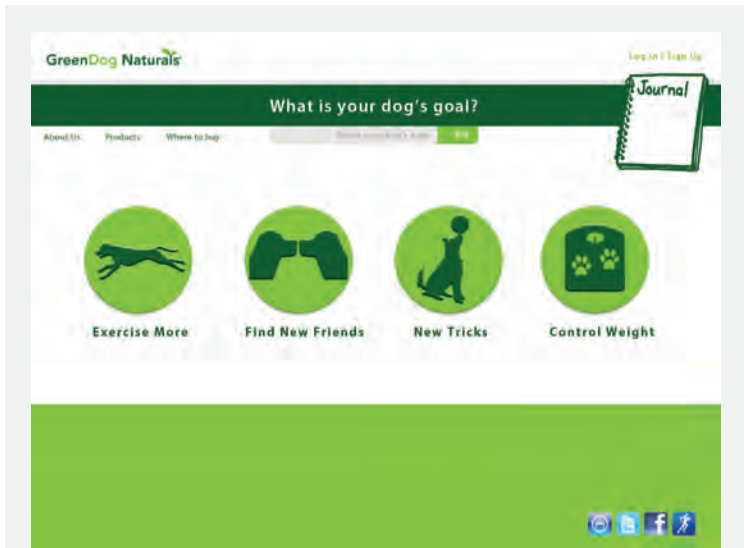 GreenDog Naturals
Log In / Sign Up
Journal
What is your dog's goal?
About Us Products Where to buy
Exercise More Find New Friends New Tricks Control Weight